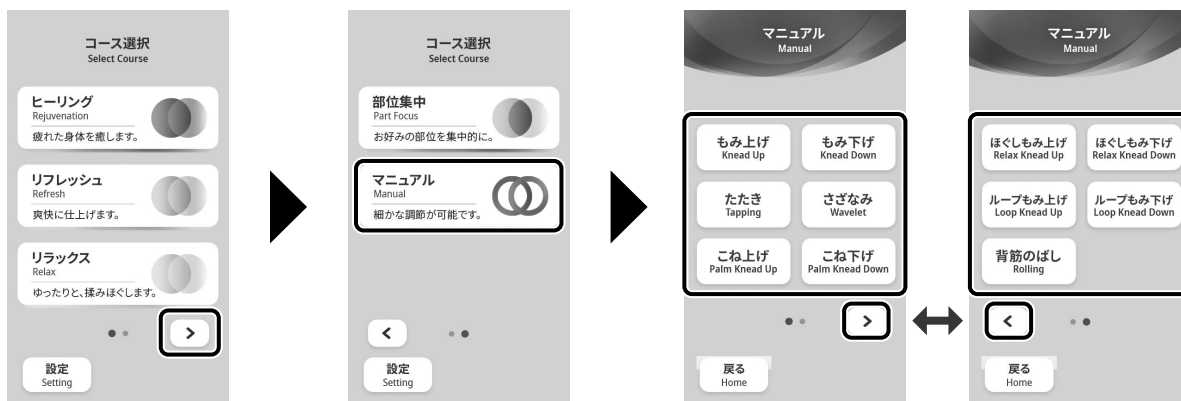 コース選択
Select Course
ヒーリング
Rejuvenation
疲れた身体を癒します。
リフレッシュ
Refresh
爽快に仕上げます。
リラックス
Relax
ゆったりと、揉みほぐします。
設定
Setting
コース選択
Select Course
部位集中
Part Focus
お好みの部位を集中的に。
マニュアル
Manual
細かな調節が可能です。
設定
Setting
マニュアル
Manual
もみ上げ
Knead Up
もみ下げ
Knead Down
たたき
Tapping
さざなみ
Wavelet
こね上げ
Palm Knead Up
こね下げ
Palm Knead Down
戻る
Home
マニュアル
Manual
ほぐしもみ上げ
Relax Knead Up
ほぐしもみ下げ
Relax Knead Down
ループもみ上げ
Loop Knead Up
ループもみ下げ
Loop Knead Down
背筋のばし
Rolling
戻る
Home